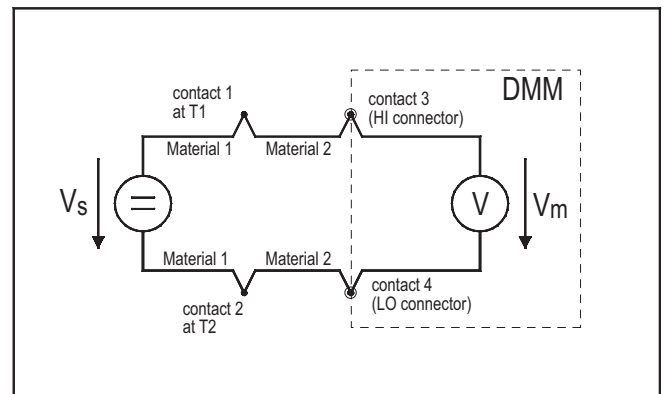 DMM
contact 1
at T1
contact 3
(HI connector)
Material 1
Material 2
Vs
V
Vm
Material 1
Material 2
contact 4
(LO connector)
contact 2
at T2